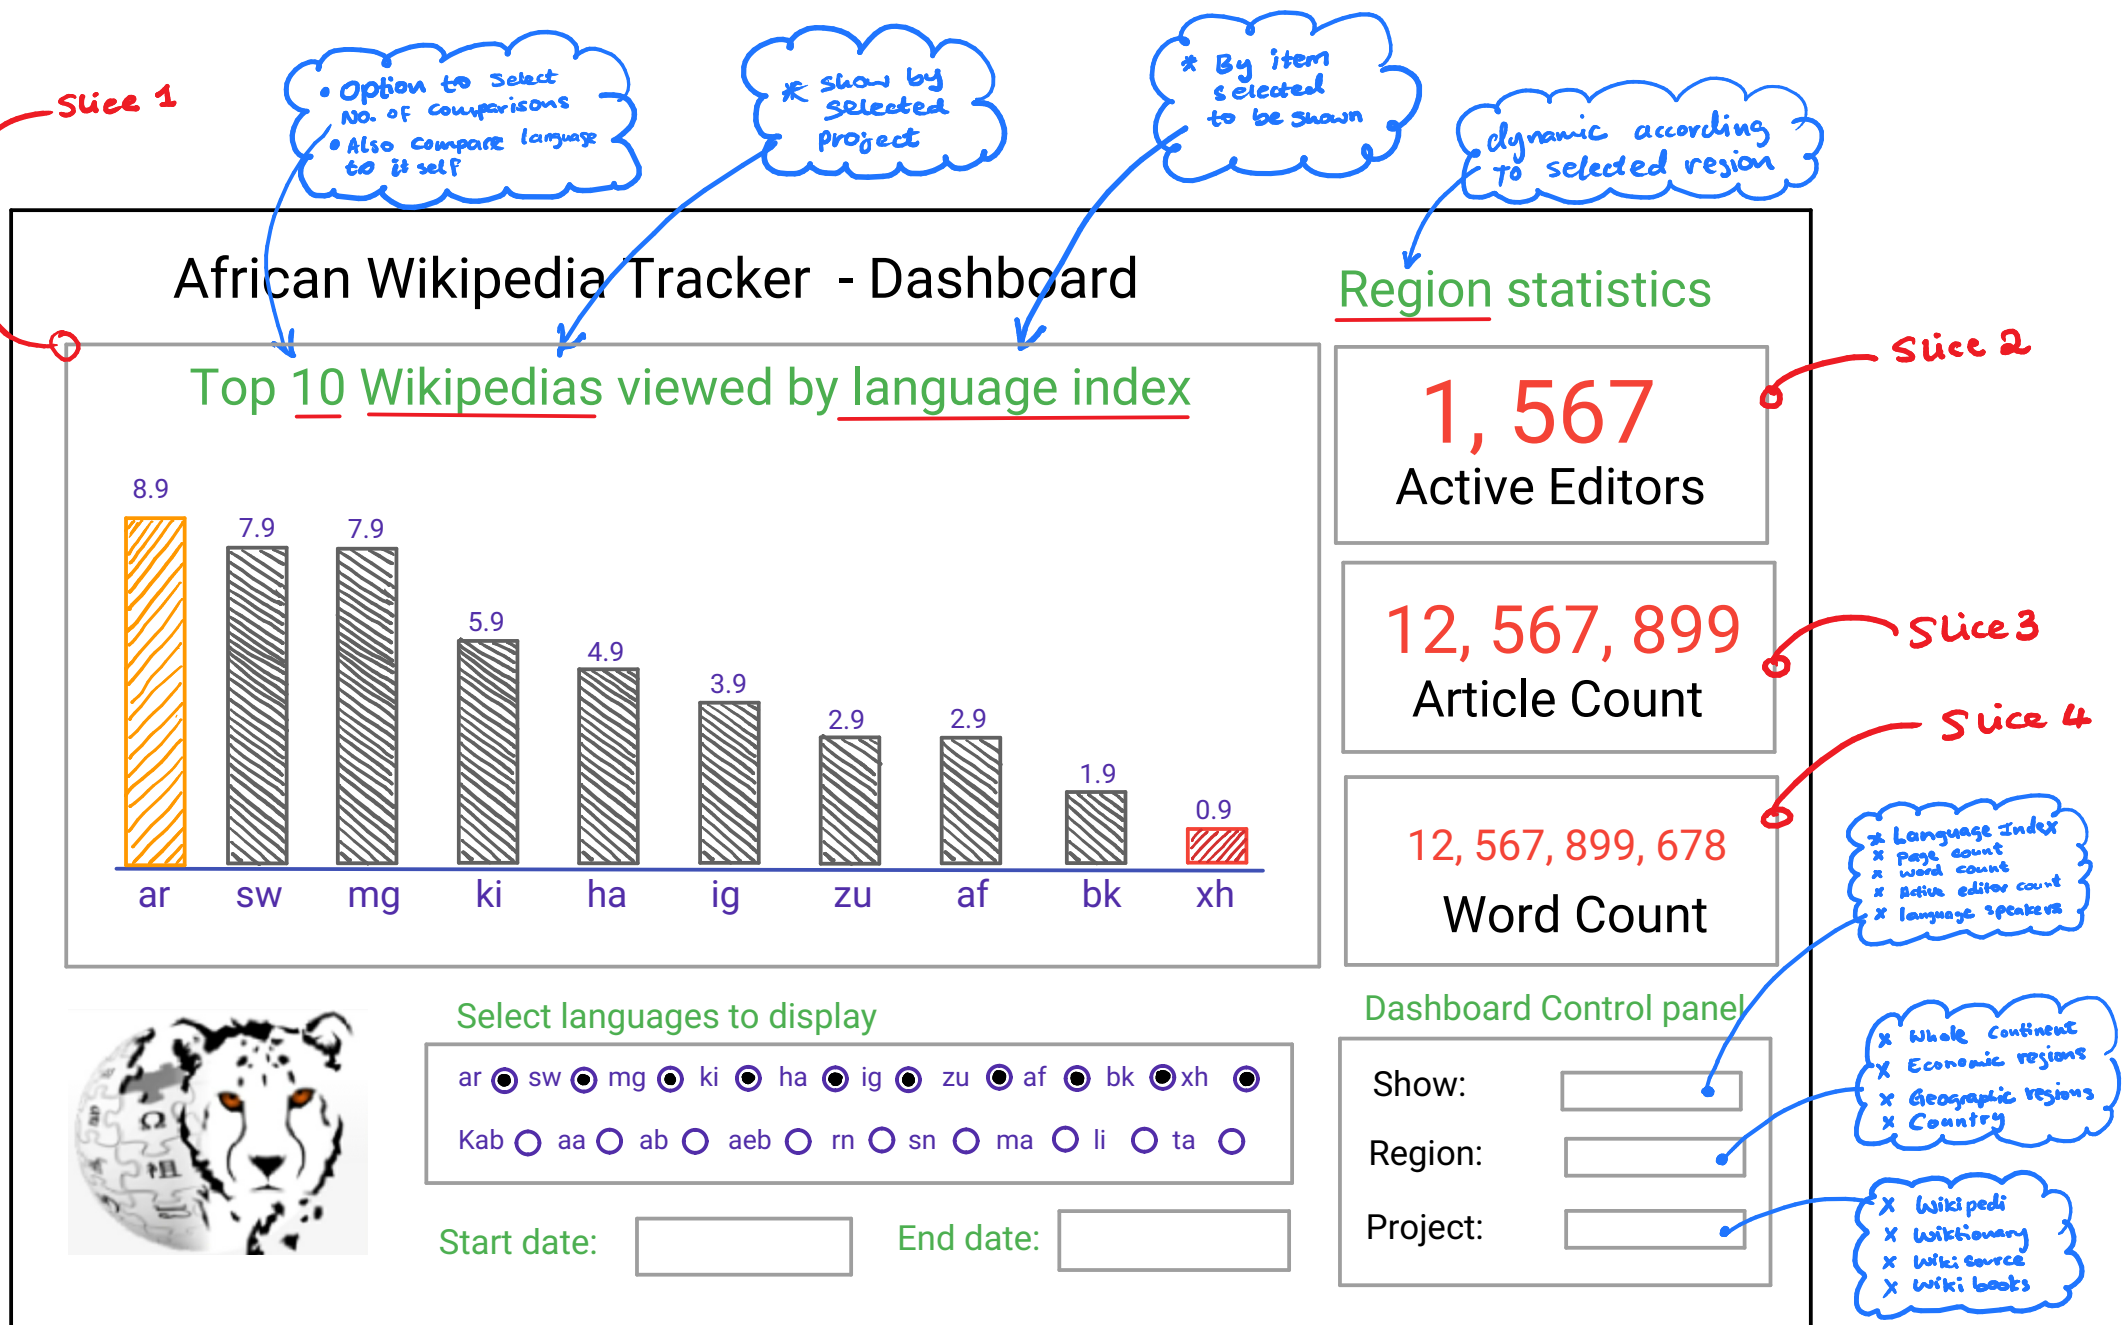 Slice 1
• Option to select
No. of comparisons
• Also compare language
to it self
* show by
selected
project
* By item
selected
to be shown
dynamic according
To selected region
African Wikipedia Tracker - Dashboard
Region statistics
Top 10 Wikipedias viewed by language index
8.9
7.9
7.9
5.9
4.9
3.9
2.9
2.9
1.9
0.9
ar sw mg ki ha ig zu af bk xh
Slice 2
1, 567
Active Editors
Slice 3
12, 567, 899
Article Count
Slice 4
12, 567, 899, 678
Word Count
* Language Index
x page count
x word count
x Active editor count
x language speakers
Select languages to display
ar sw mg ki ha ig zu af bk xh
Kab aa ab aeb rn sn ma li ta
Start date:
End date:
Dashboard Control panel
Show:
Region:
Project:
x Whole Continent
x Economic regions
x Geographic regions
x Country
x Wikipedi
x Wiktionary
x Wiki source
x Wiki books
Ω
祖